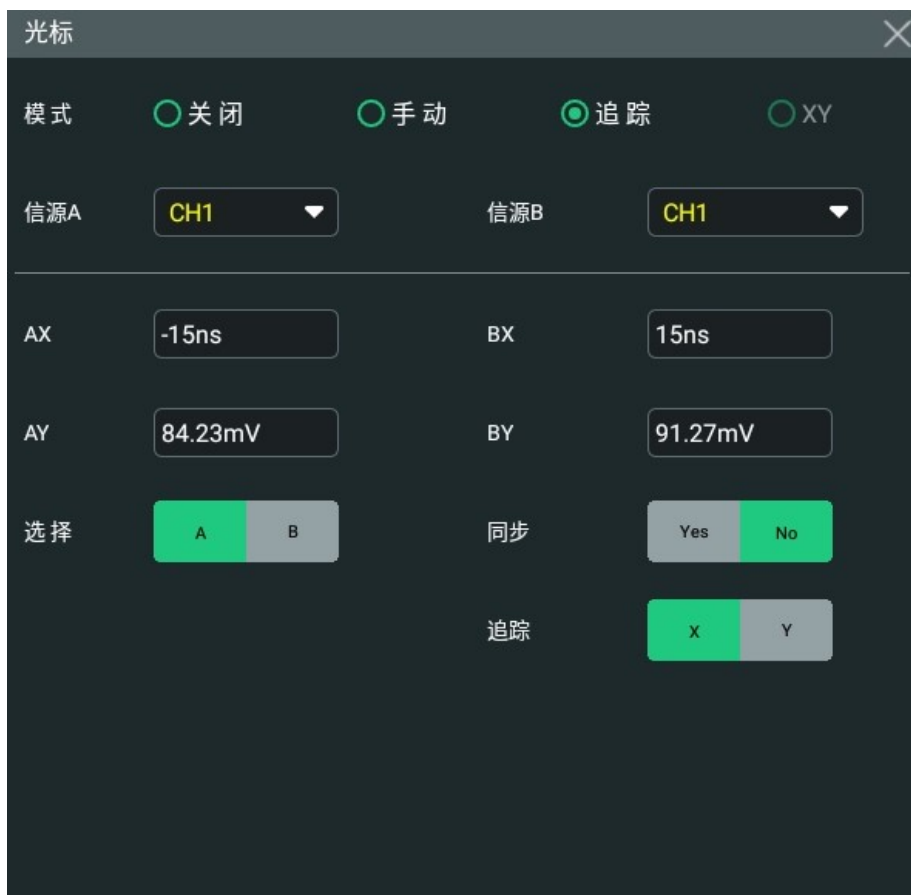 光标
模式 关闭 手动 追踪 XY
信源A CH1 信源B CH1
AX -15ns BX 15ns
AY 84.23mV BY 91.27mV
选择 A B 同步 Yes No
追踪 X Y